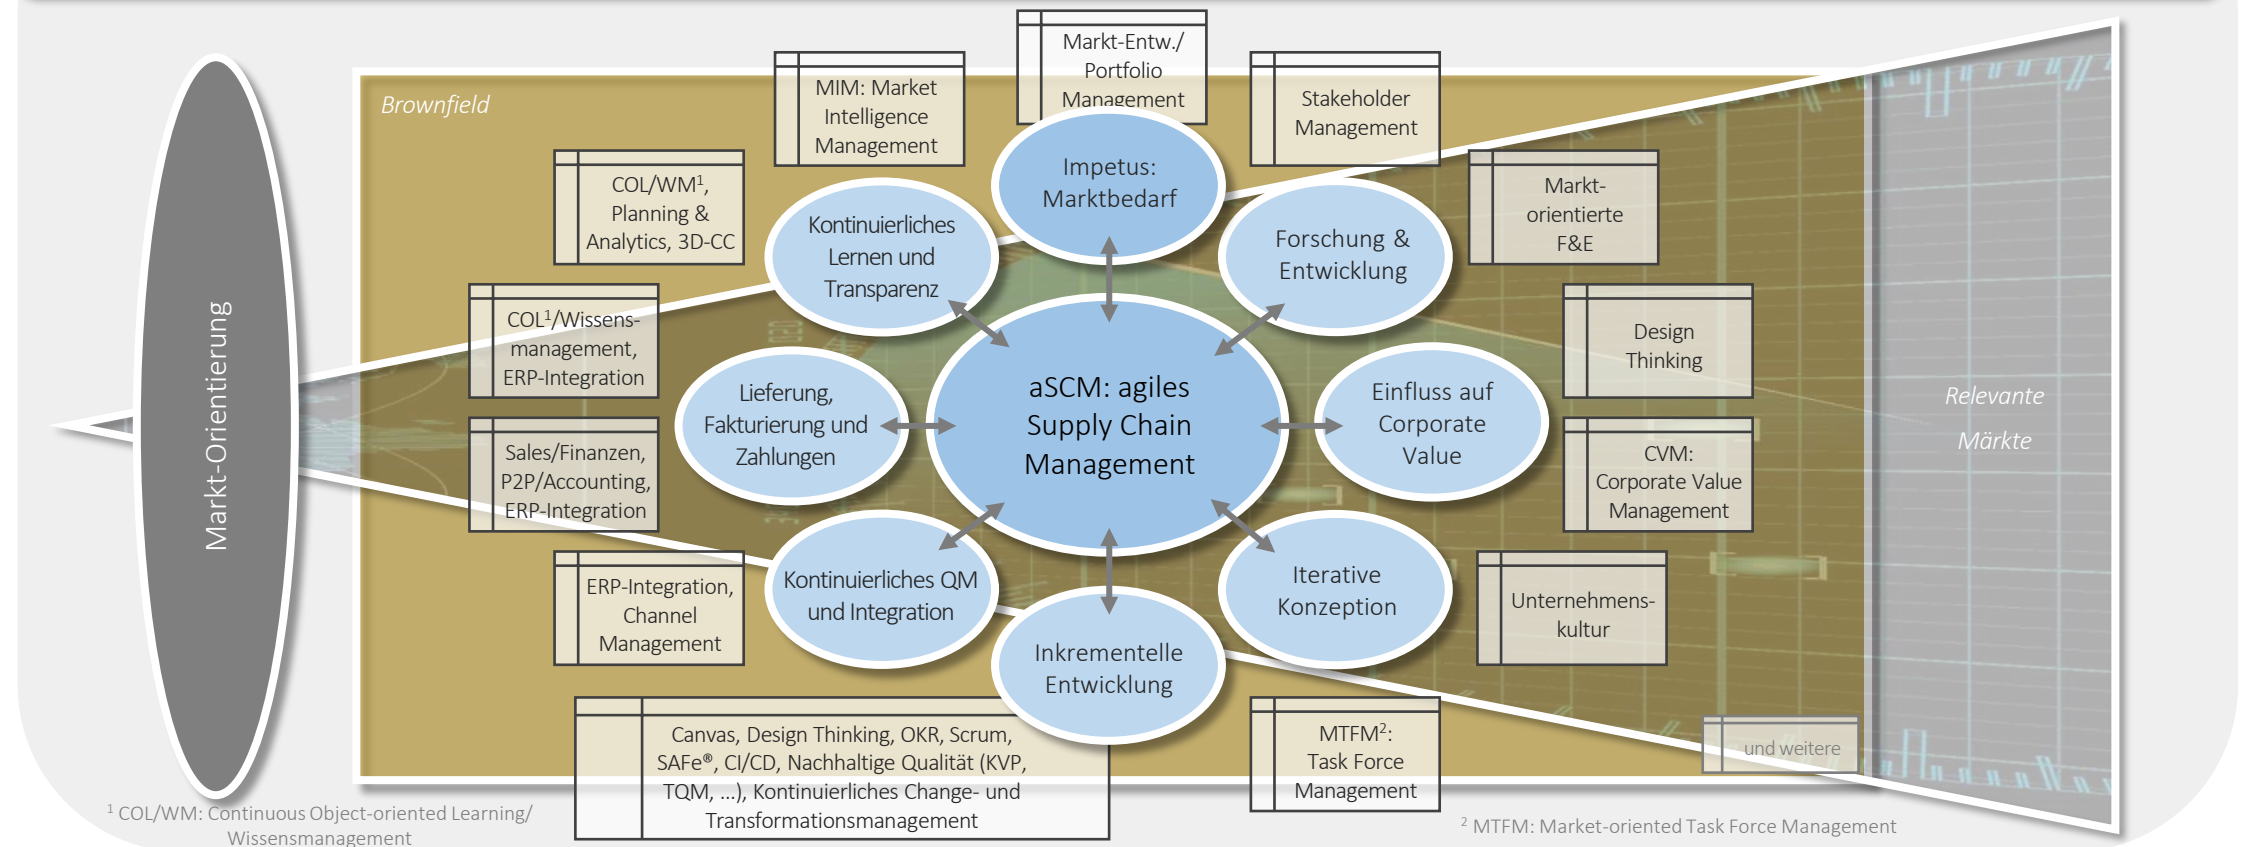 Brownfield
Markt-Entw./
Portfolio
Management
MIM: Market
Intelligence
Management
Stakeholder
Management
COL/WM¹,
Planning &
Analytics, 3D-CC
Impetus:
Marktbedarf
Markt-
orientierte
F&E
Kontinuierliches
Lernen und
Transparenz
Forschung &
Entwicklung
COL¹/Wissens-
management,
ERP-Integration
Design
Thinking
Markt-Orientierung
Lieferung,
Fakturierung und
Zahlungen
aSCM: agiles
Supply Chain
Management
Einfluss auf
Corporate
Value
Relevante
Märkte
Sales/Finanzen,
P2P/Accounting,
ERP-Integration
CVM:
Corporate Value
Management
ERP-Integration,
Channel
Management
Kontinuierliches QM
und Integration
Iterative
Konzeption
Unternehmens-
kultur
Inkrementelle
Entwicklung
Canvas, Design Thinking, OKR, Scrum,
SAFe®, CI/CD, Nachhaltige Qualität (KVP,
TQM, ...), Kontinuierliches Change- und
Transformationsmanagement
MTFM²:
Task Force
Management
und weitere
¹ COL/WM: Continuous Object-oriented Learning/
Wissensmanagement
² MTFM: Market-oriented Task Force Management